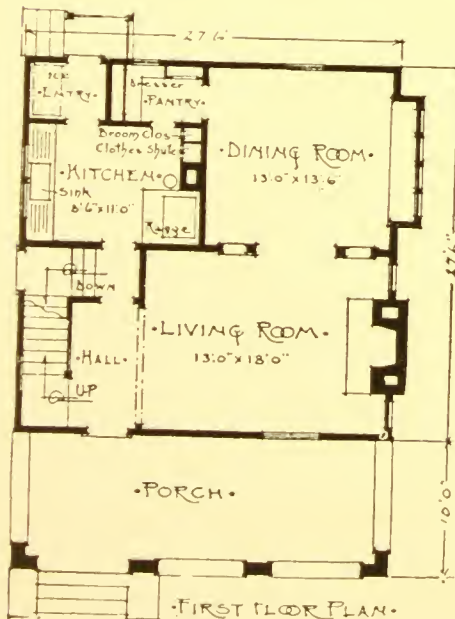 27'6"
ICE
·ENTRY·
Dresser
·PANTRY·
Broom Clos.
Clothes Shute
·KITCHEN·
Sink
8'6" x 11'0"
Range
·DINING ROOM·
13'0" x 13'6"
DOWN
·LIVING ROOM·
13'0" x 18'0"
·HALL·
UP
27'6"
·PORCH·
10'0"
·FIRST FLOOR PLAN·